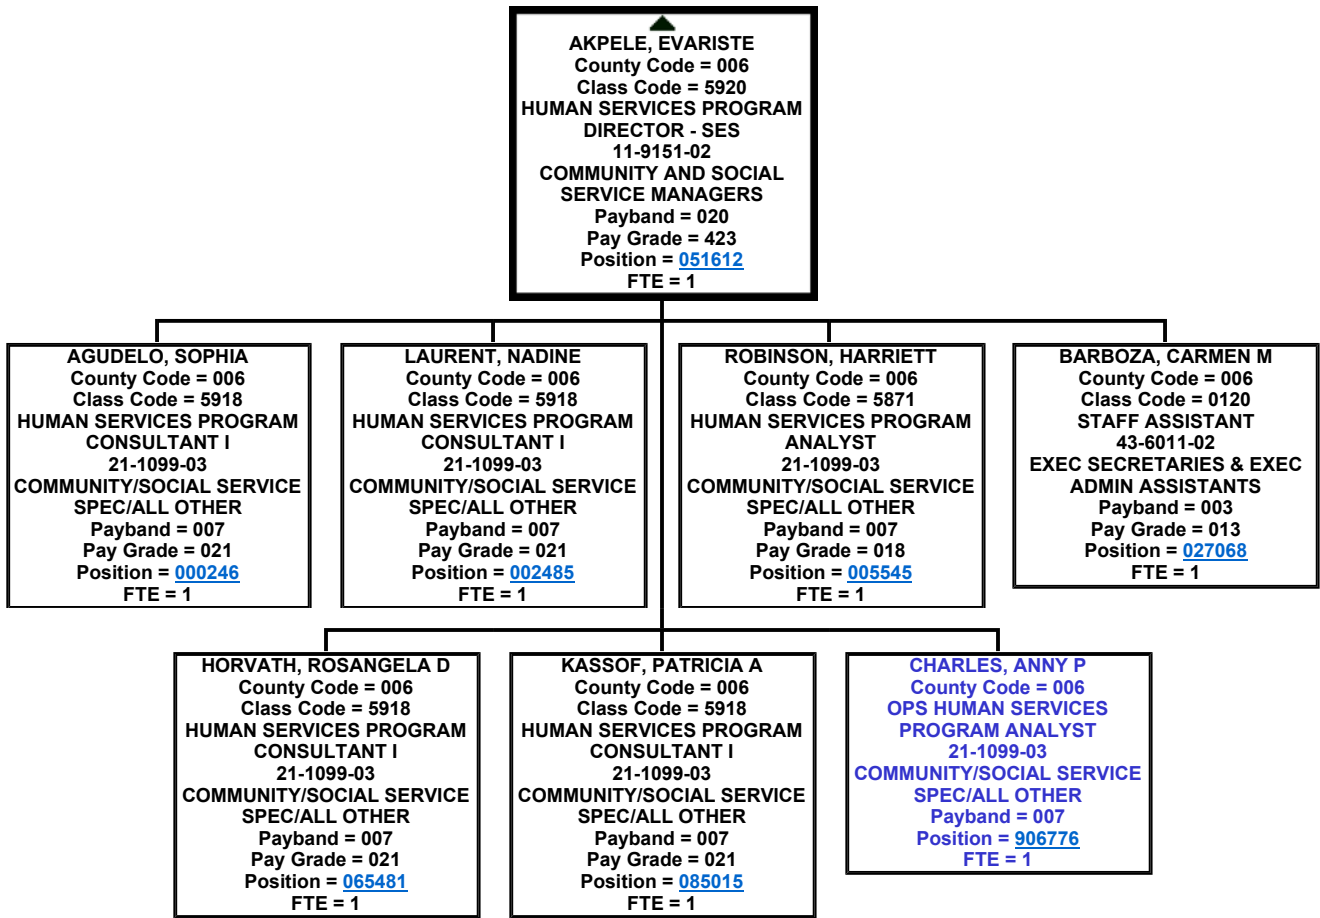 AKPELE, EVARISTE
County Code = 006
Class Code = 5920
HUMAN SERVICES PROGRAM
DIRECTOR - SES
11-9151-02
COMMUNITY AND SOCIAL
SERVICE MANAGERS
Payband = 020
Pay Grade = 423
Position = 051612
FTE = 1
AGUDELO, SOPHIA
County Code = 006
Class Code = 5918
HUMAN SERVICES PROGRAM
CONSULTANT I
21-1099-03
COMMUNITY/SOCIAL SERVICE
SPEC/ALL OTHER
Payband = 007
Pay Grade = 021
Position = 000246
FTE = 1
LAURENT, NADINE
County Code = 006
Class Code = 5918
HUMAN SERVICES PROGRAM
CONSULTANT I
21-1099-03
COMMUNITY/SOCIAL SERVICE
SPEC/ALL OTHER
Payband = 007
Pay Grade = 021
Position = 002485
FTE = 1
ROBINSON, HARRIETT
County Code = 006
Class Code = 5871
HUMAN SERVICES PROGRAM
ANALYST
21-1099-03
COMMUNITY/SOCIAL SERVICE
SPEC/ALL OTHER
Payband = 007
Pay Grade = 018
Position = 005545
FTE = 1
BARBOZA, CARMEN M
County Code = 006
Class Code = 0120
STAFF ASSISTANT
43-6011-02
EXEC SECRETARIES & EXEC
ADMIN ASSISTANTS
Payband = 003
Pay Grade = 013
Position = 027068
FTE = 1
HORVATH, ROSANGELA D
County Code = 006
Class Code = 5918
HUMAN SERVICES PROGRAM
CONSULTANT I
21-1099-03
COMMUNITY/SOCIAL SERVICE
SPEC/ALL OTHER
Payband = 007
Pay Grade = 021
Position = 065481
FTE = 1
KASSOF, PATRICIA A
County Code = 006
Class Code = 5918
HUMAN SERVICES PROGRAM
CONSULTANT I
21-1099-03
COMMUNITY/SOCIAL SERVICE
SPEC/ALL OTHER
Payband = 007
Pay Grade = 021
Position = 085015
FTE = 1
CHARLES, ANNY P
County Code = 006
OPS HUMAN SERVICES
PROGRAM ANALYST
21-1099-03
COMMUNITY/SOCIAL SERVICE
SPEC/ALL OTHER
Payband = 007
Position = 906776
FTE = 1